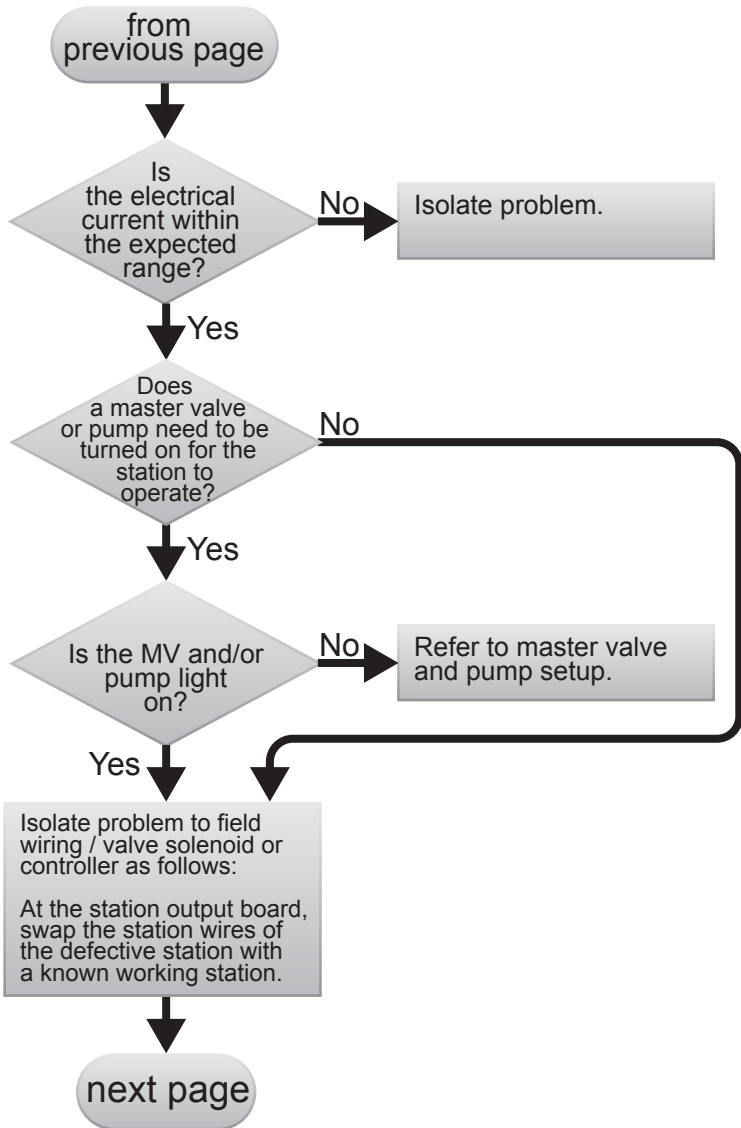 from
previous page
Is
the electrical
current within
the expected
range?
No
Isolate problem.
Yes
Does
a master valve
or pump need to be
turned on for the
station to
operate?
No
Yes
Is the MV and/or
pump light
on?
No
Refer to master valve
and pump setup.
Yes
Isolate problem to field
wiring / valve solenoid or
controller as follows:
At the station output board,
swap the station wires of
the defective station with
a known working station.
next page